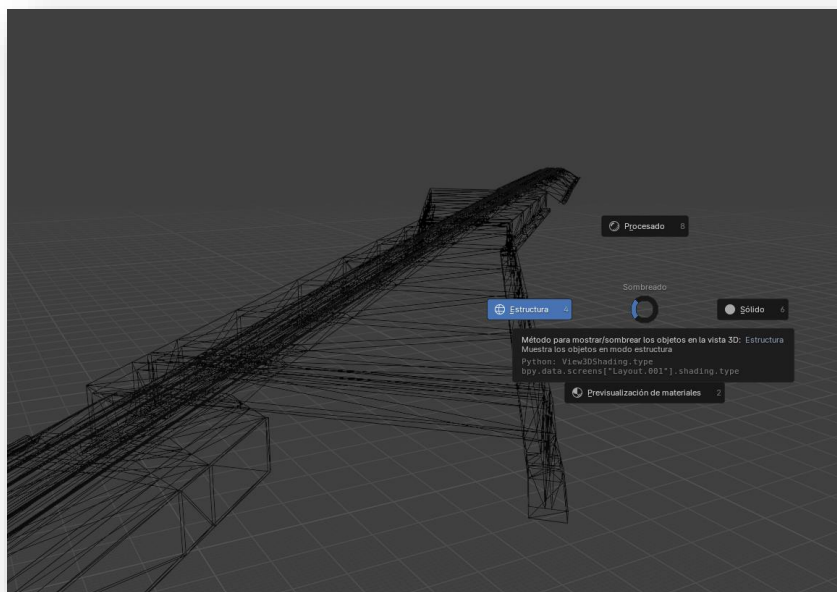 Procesado 8
Sombreado
Estructura 4
Sólido 6
Método para mostrar/sombrear los objetos en la vista 3D: Estructura
Muestra los objetos en modo estructura
Python: View3DShading.type
bpy.data.screens["Layout.001"].shading.type
Previsualización de materiales 2